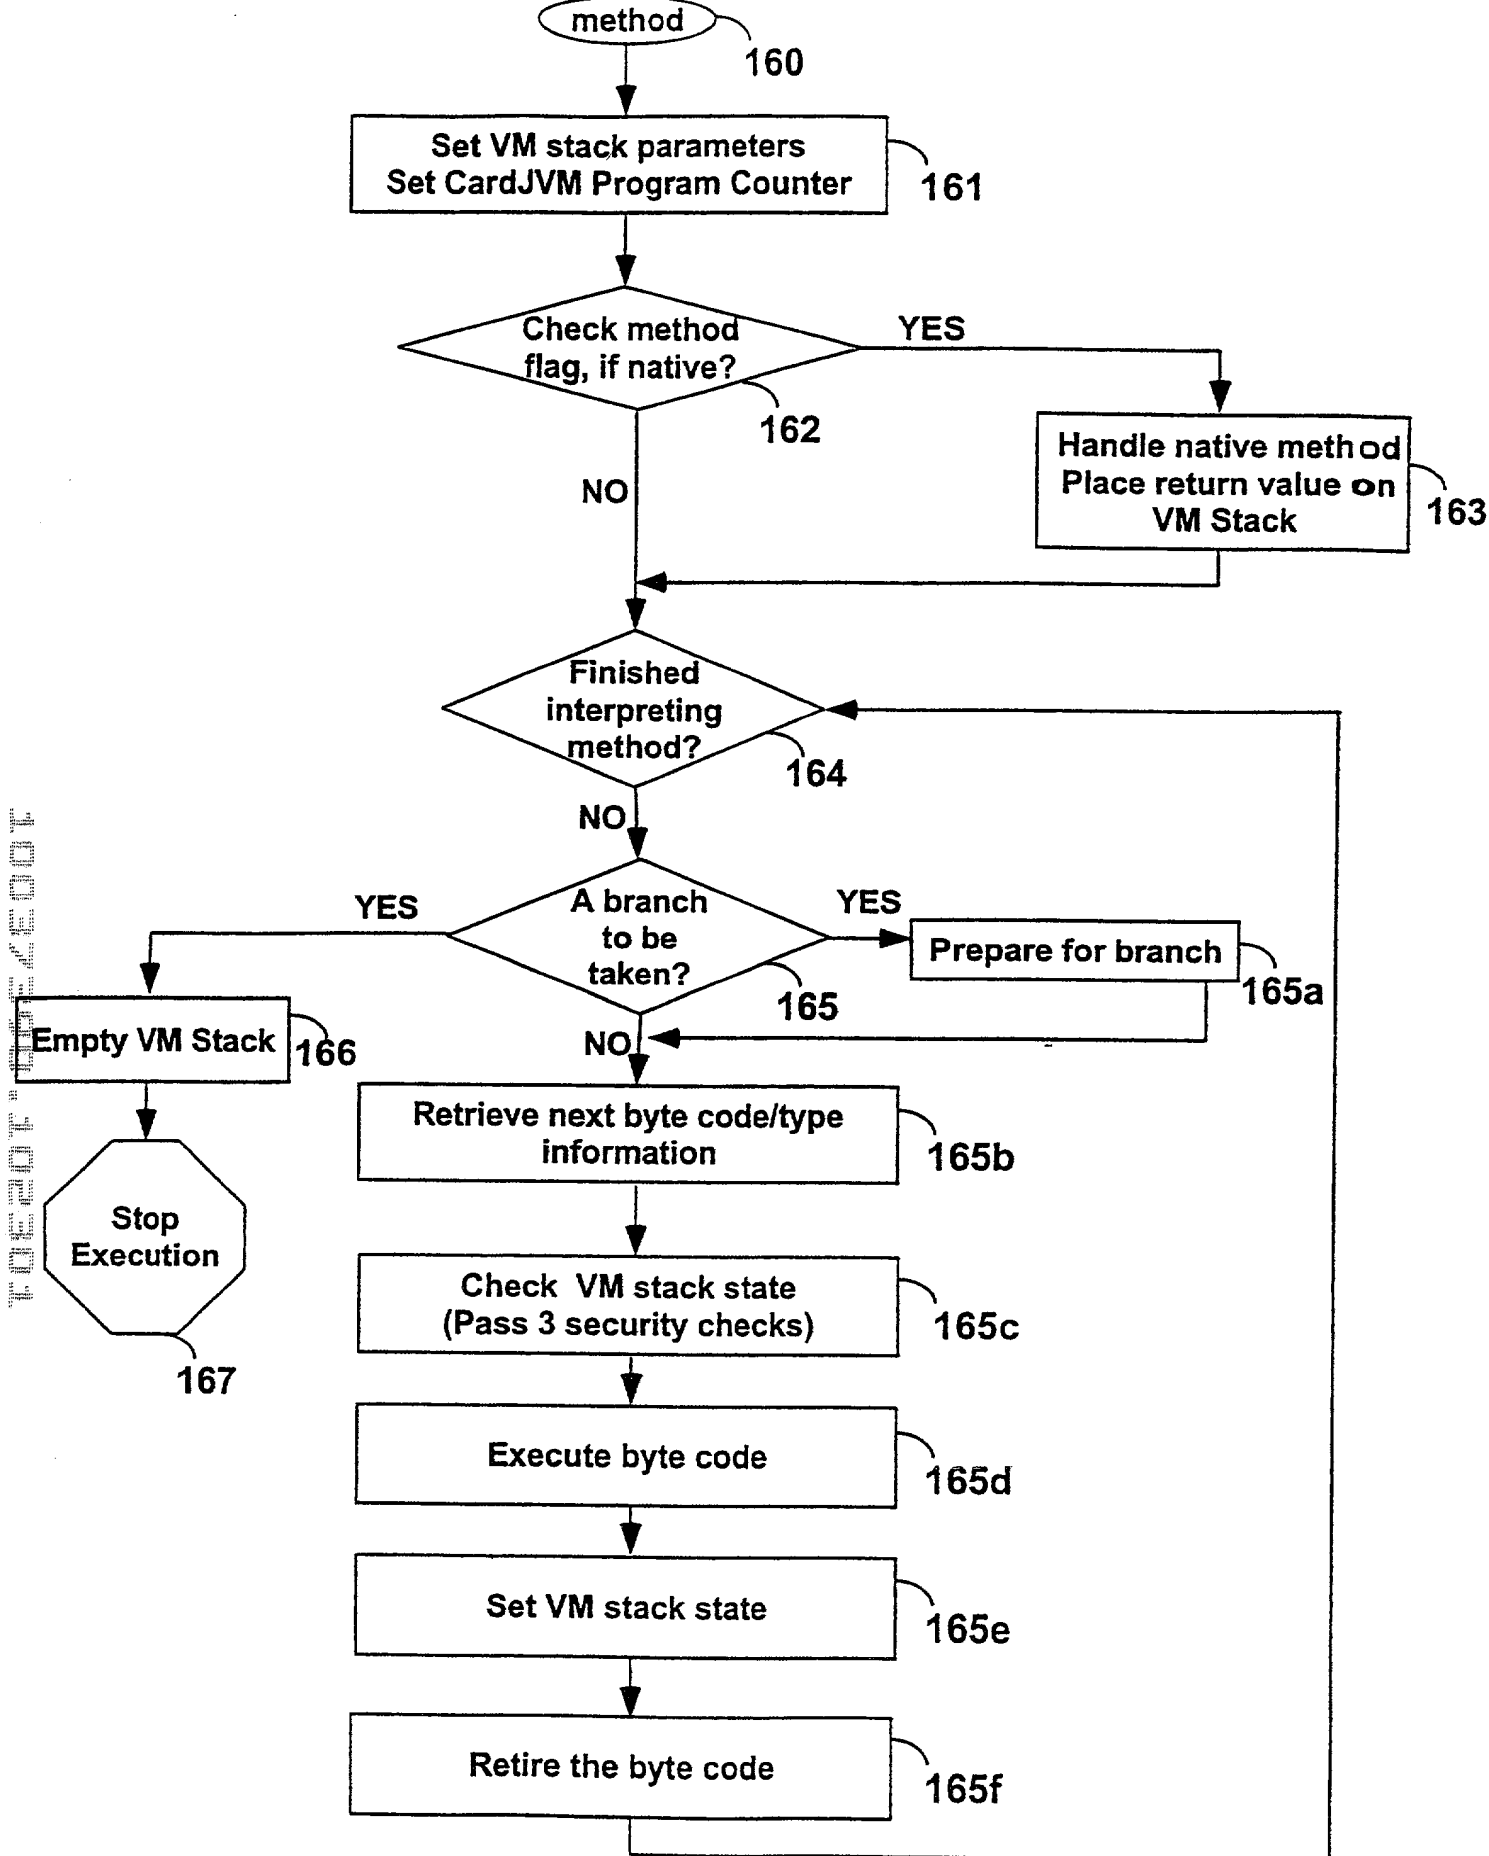 method
160
Set VM stack parameters
Set CardJVM Program Counter
161
Check method
flag, if native?
162
YES
Handle native method
Place return value on
VM Stack
163
NO
Finished
interpreting
method?
164
NO
A branch
to be
taken?
165
YES
YES
Prepare for branch
165a
Empty VM Stack
166
NO
Retrieve next byte code/type
information
165b
Stop
Execution
167
Check VM stack state
(Pass 3 security checks)
165c
Execute byte code
165d
Set VM stack state
165e
Retire the byte code
165f